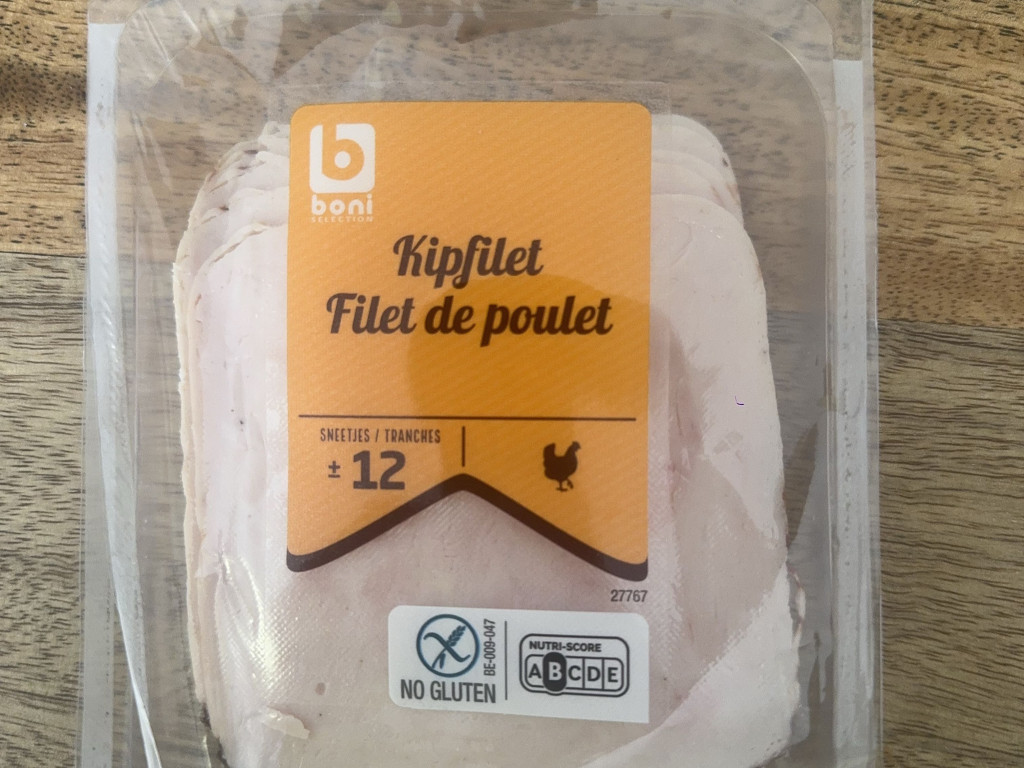 b
boni
SELECTION
Kipfilet
Filet de poulet
SNEETJES / TRANCHES
± 12
27767
BE-009-047
NO GLUTEN
NUTRI-SCORE
A B C D E